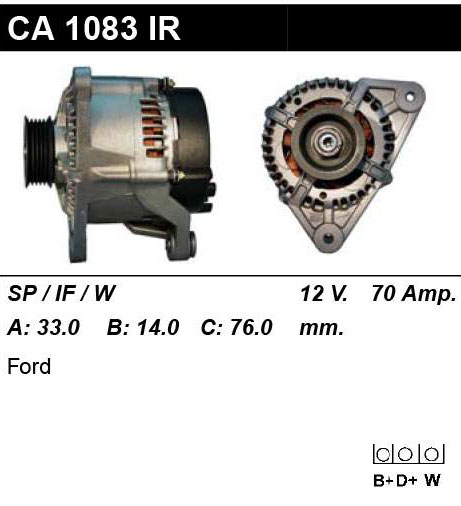 CA 1083 IR
SP / IF / W 12 V. 70 Amp.
A: 33.0 B: 14.0 C: 76.0 mm.
Ford
B+ D+ W